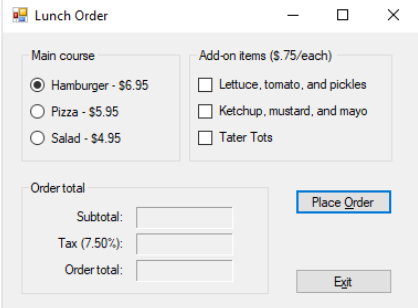 Lunch Order
Main course
Hamburger - $6.95
Pizza - $5.95
Salad - $4.95
Add-on items ($.75/each)
Lettuce, tomato, and pickles
Ketchup, mustard, and mayo
Tater Tots
Order total
Subtotal:
Tax (7.50%):
Order total:
Place Order
Exit